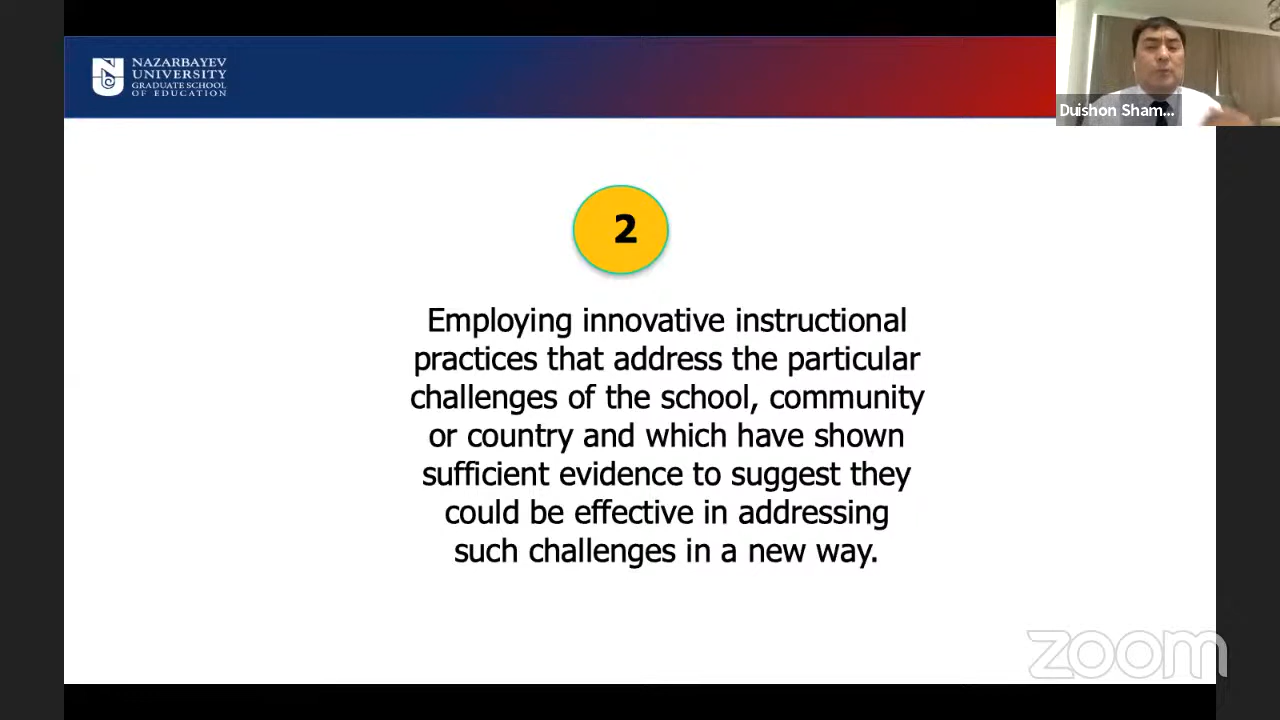 NAZARBAYEV
UNIVERSITY
GRADUATE SCHOOL
OF EDUCATION
Duishon Sham...
2
Employing innovative instructional
practices that address the particular
challenges of the school, community
or country and which have shown
sufficient evidence to suggest they
could be effective in addressing
such challenges in a new way.
zoom